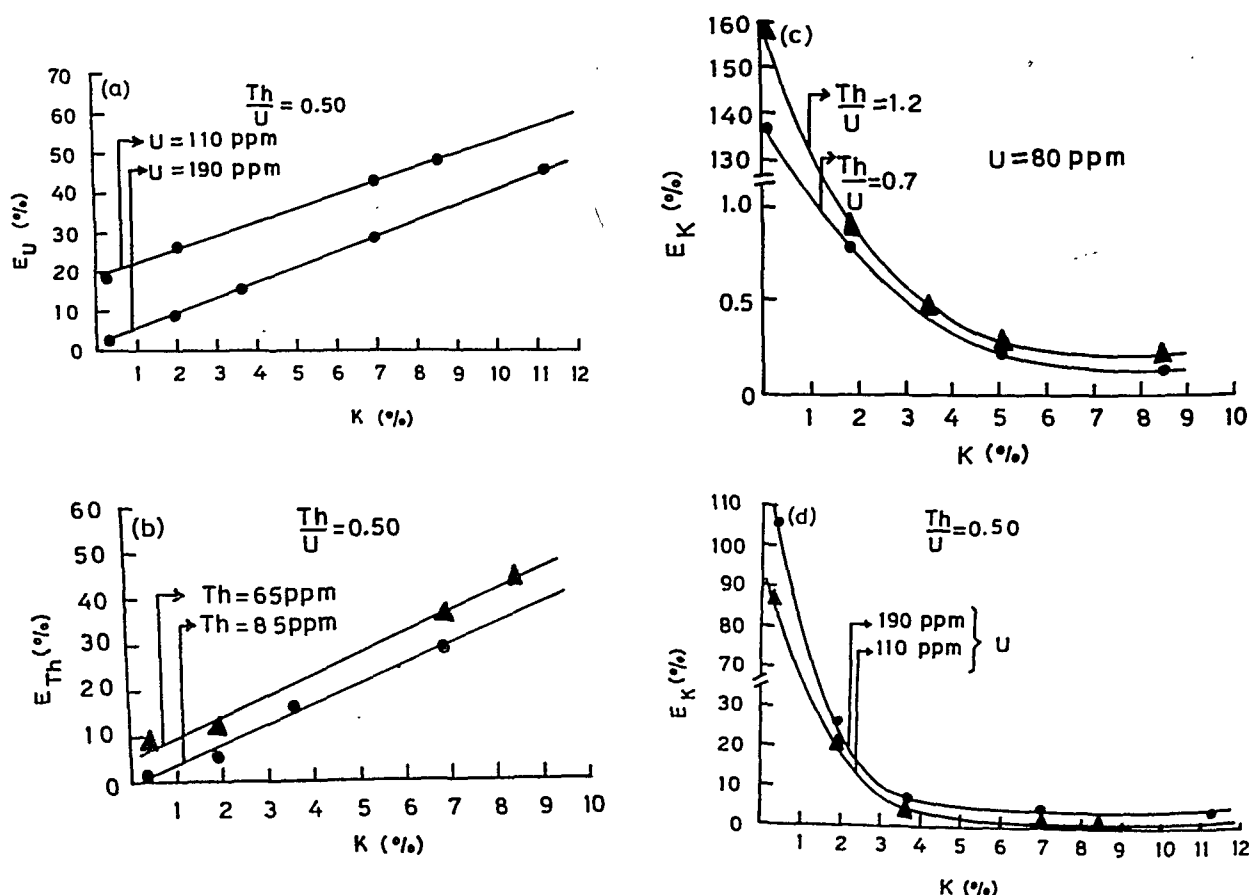 (a)
Th/U = 0.50
U = 110 ppm
U = 190 ppm
E_U (%)
70
60
50
40
30
20
10
0
1 2 3 4 5 6 7 8 9 10 11 12
K (%)
(c)
Th/U = 1.2
Th/U = 0.7
U = 80 ppm
E_K (%)
160
150
140
130
1.0
0.5
0
1 2 3 4 5 6 7 8 9 10
K (%)
(b)
Th/U = 0.50
Th = 65 ppm
Th = 85 ppm
E_Th (%)
60
50
40
30
20
10
0
1 2 3 4 5 6 7 8 9 10
K (%)
(d)
Th/U = 0.50
190 ppm
110 ppm } U
E_K (%)
110
100
90
80
70
30
20
10
0
1 2 3 4 5 6 7 8 9 10 11 12
K (%)